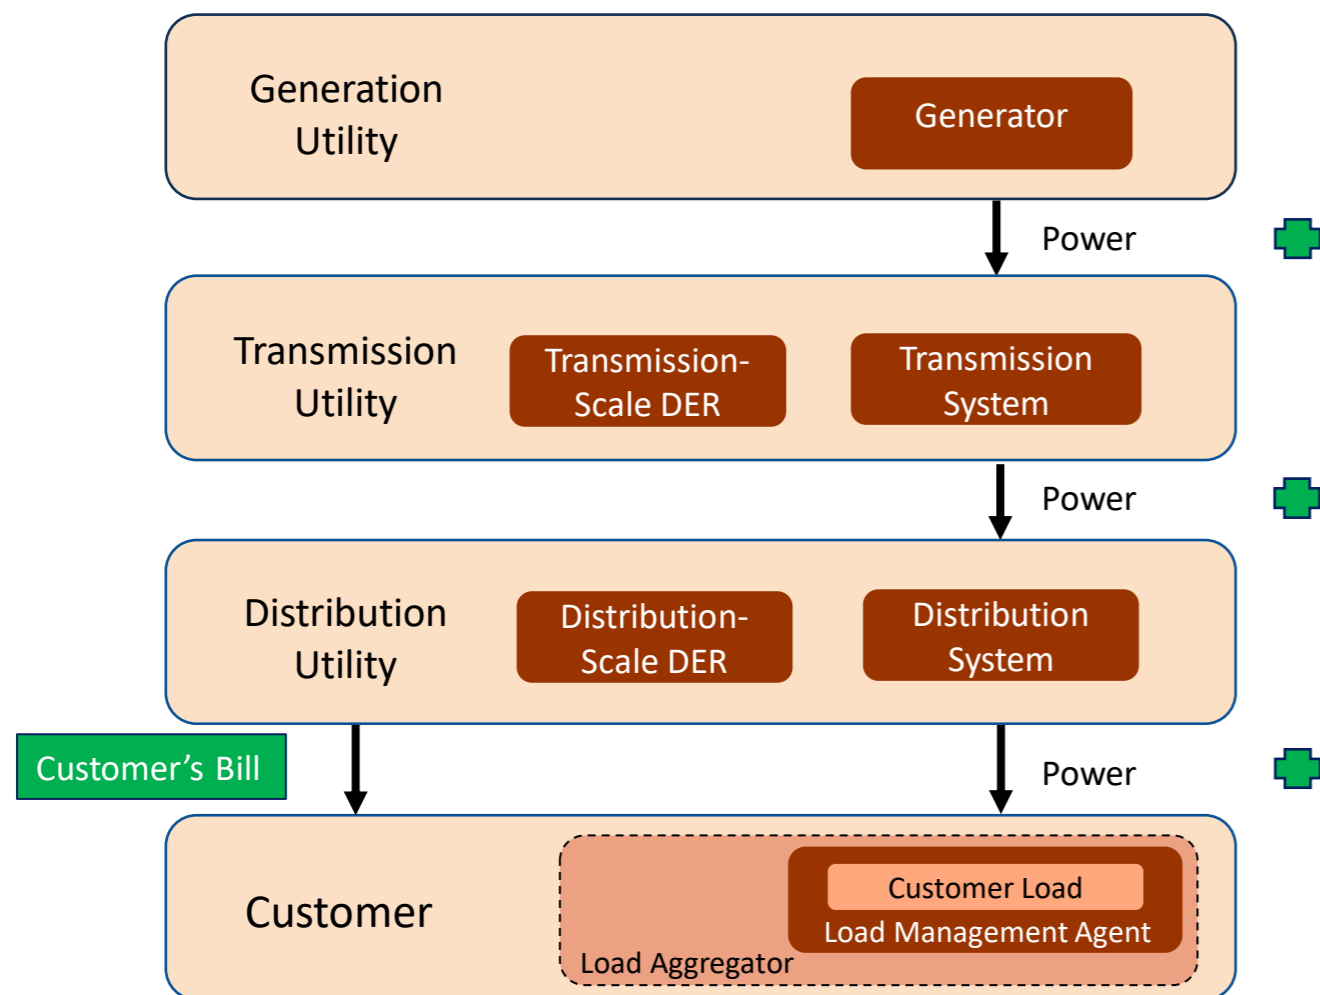 Generation
Utility
Generator
Power
Transmission
Utility
Transmission-
Scale DER
Transmission
System
Power
Distribution
Utility
Distribution-
Scale DER
Distribution
System
Customer’s Bill
Power
Customer
Customer Load
Load Management Agent
Load Aggregator